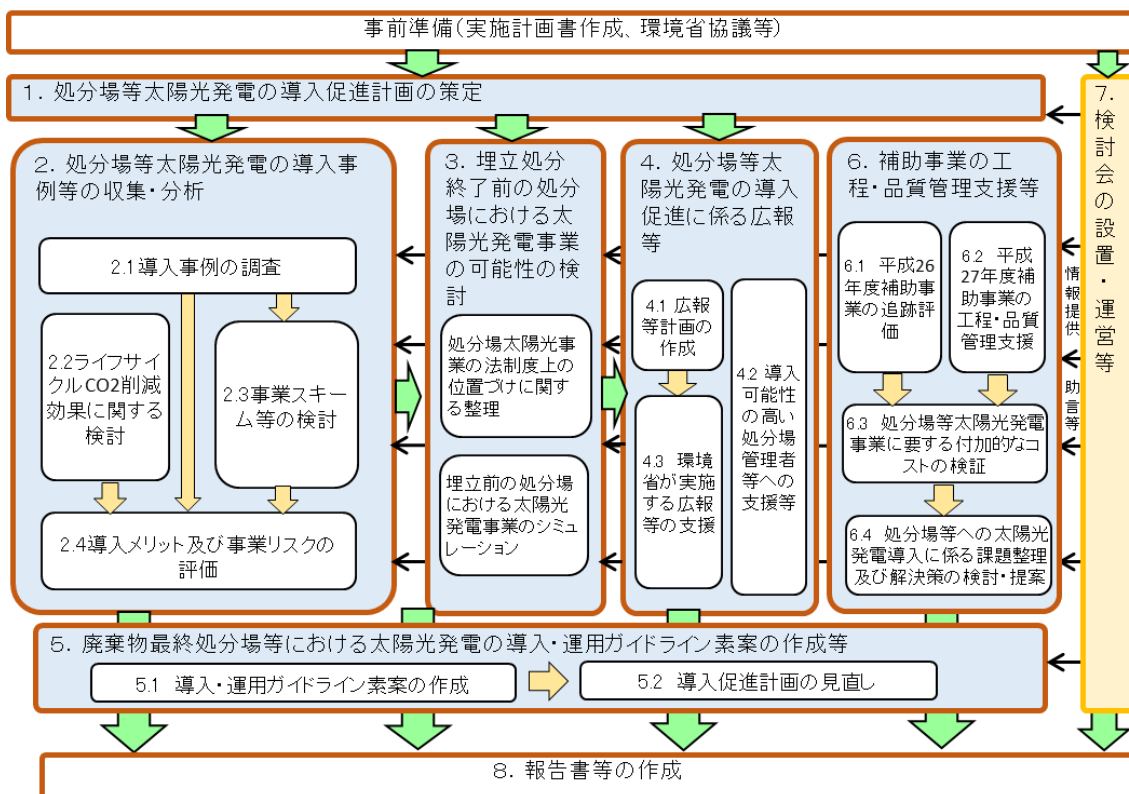 事前準備(実施計画書作成、環境省協議等)
1. 処分場等太陽光発電の導入促進計画の策定
2. 処分場等太陽光発電の導入事
例等の収集・分析
2.1導入事例の調査
2.2ライフサイ
クルCO2削減
効果に関する
検討
2.3事業スキー
ム等の検討
2.4導入メリット及び事業リスクの
評価
3. 埋立処分
終了前の処分
場における太
陽光発電事業
の可能性の検
討
処分場太陽光事
業の法制度上の
位置づけに関す
る整理
埋立前の処分場
における太陽光
発電事業のシミュ
レーション
4. 処分場等太
陽光発電の導入
促進に係る広報
等
4.1 広報
等計画の
作成
4.2 導入
可能性
の高い
処分場
管理者
等への
支援等
4.3 環境
省が実施
する広報
等の支援
6. 補助事業の工
程・品質管理支援等
6.1 平成26
年度補助事
業の追跡評
価
6.2 平成
27年度補
助事業の
工程・品質
管理支援
6.3 処分場等太陽光発電
事業に要する付加的なコ
ストの検証
6.4 処分場等への太陽光
発電導入に係る課題整理
及び解決策の検討・提案
情報提供
助言等
7. 検討会の設置・運営等
5. 廃棄物最終処分場等における太陽光発電の導入・運用ガイドライン素案の作成等
5.1 導入・運用ガイドライン素案の作成
5.2 導入促進計画の見直し
8. 報告書等の作成